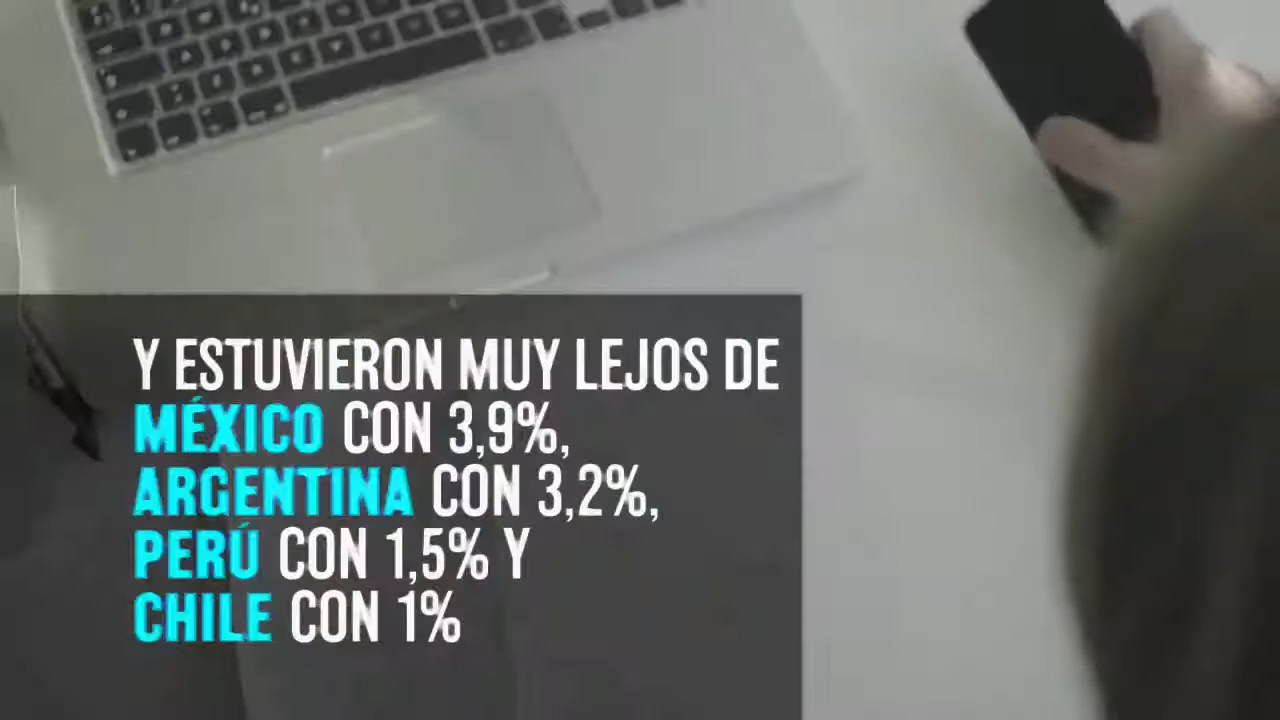 Y ESTUVIERON MUY LEJOS DE
MÉXICO CON 3,9%,
ARGENTINA CON 3,2%,
PERÚ CON 1,5% Y
CHILE CON 1%